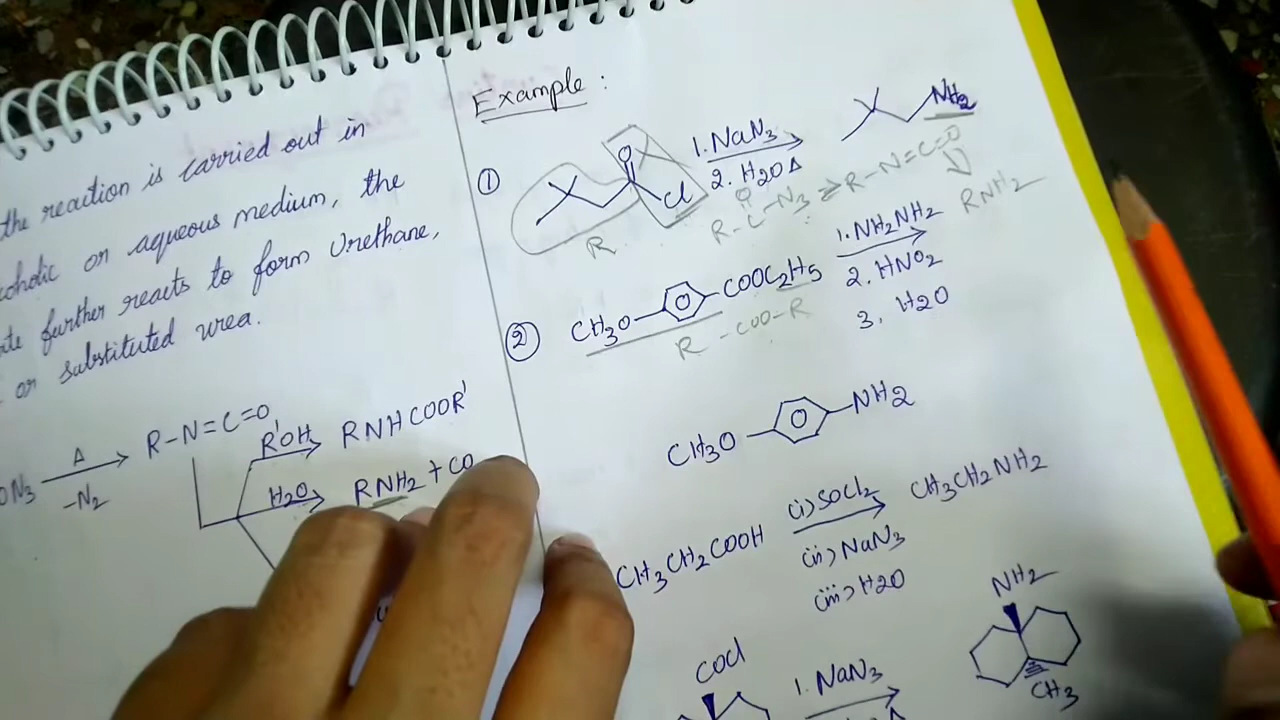 the reaction is carried out in
or aqueous medium, the
further reacts to form Urethane,
or substituted urea.
Δ
-N2
R-N=C=O
R'OH
RNHCOOR'
H2O
RNH2 + CO
Example :
①
O
Cl
R
1. NaN3
2. H2O Δ
NH2
O
R-C-N3 ⇒ R-N=C=O
RNH2
②
CH3O
COOC2H5
R -COO-R
1. NH2NH2
2. HNO2
3. H2O
CH3O
NH2
CH3CH2COOH
(i) SOCl2
(ii) NaN3
(iii) H2O
CH3CH2NH2
COCl
1. NaN3
NH2
CH3